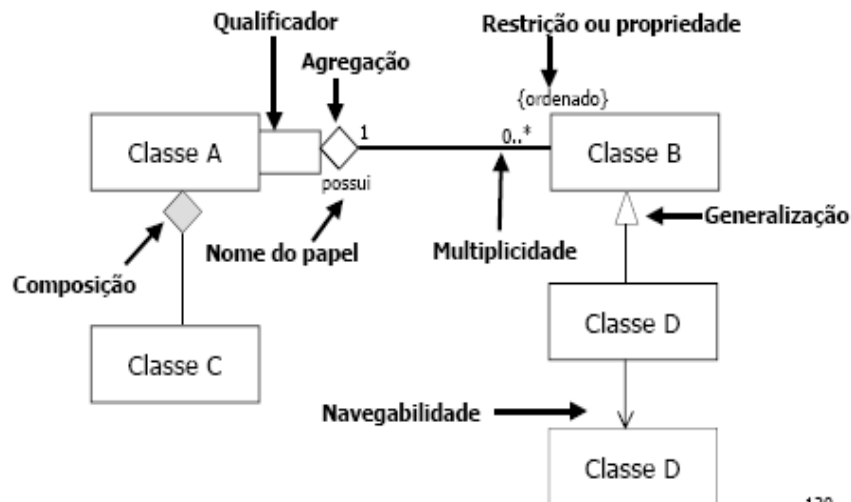 Qualificador
Restrição ou propriedade
Agregação
{ordenado}
Classe A
1
0..*
Classe B
possui
Generalização
Nome do papel
Multiplicidade
Composição
Classe D
Classe C
Navegabilidade
Classe D